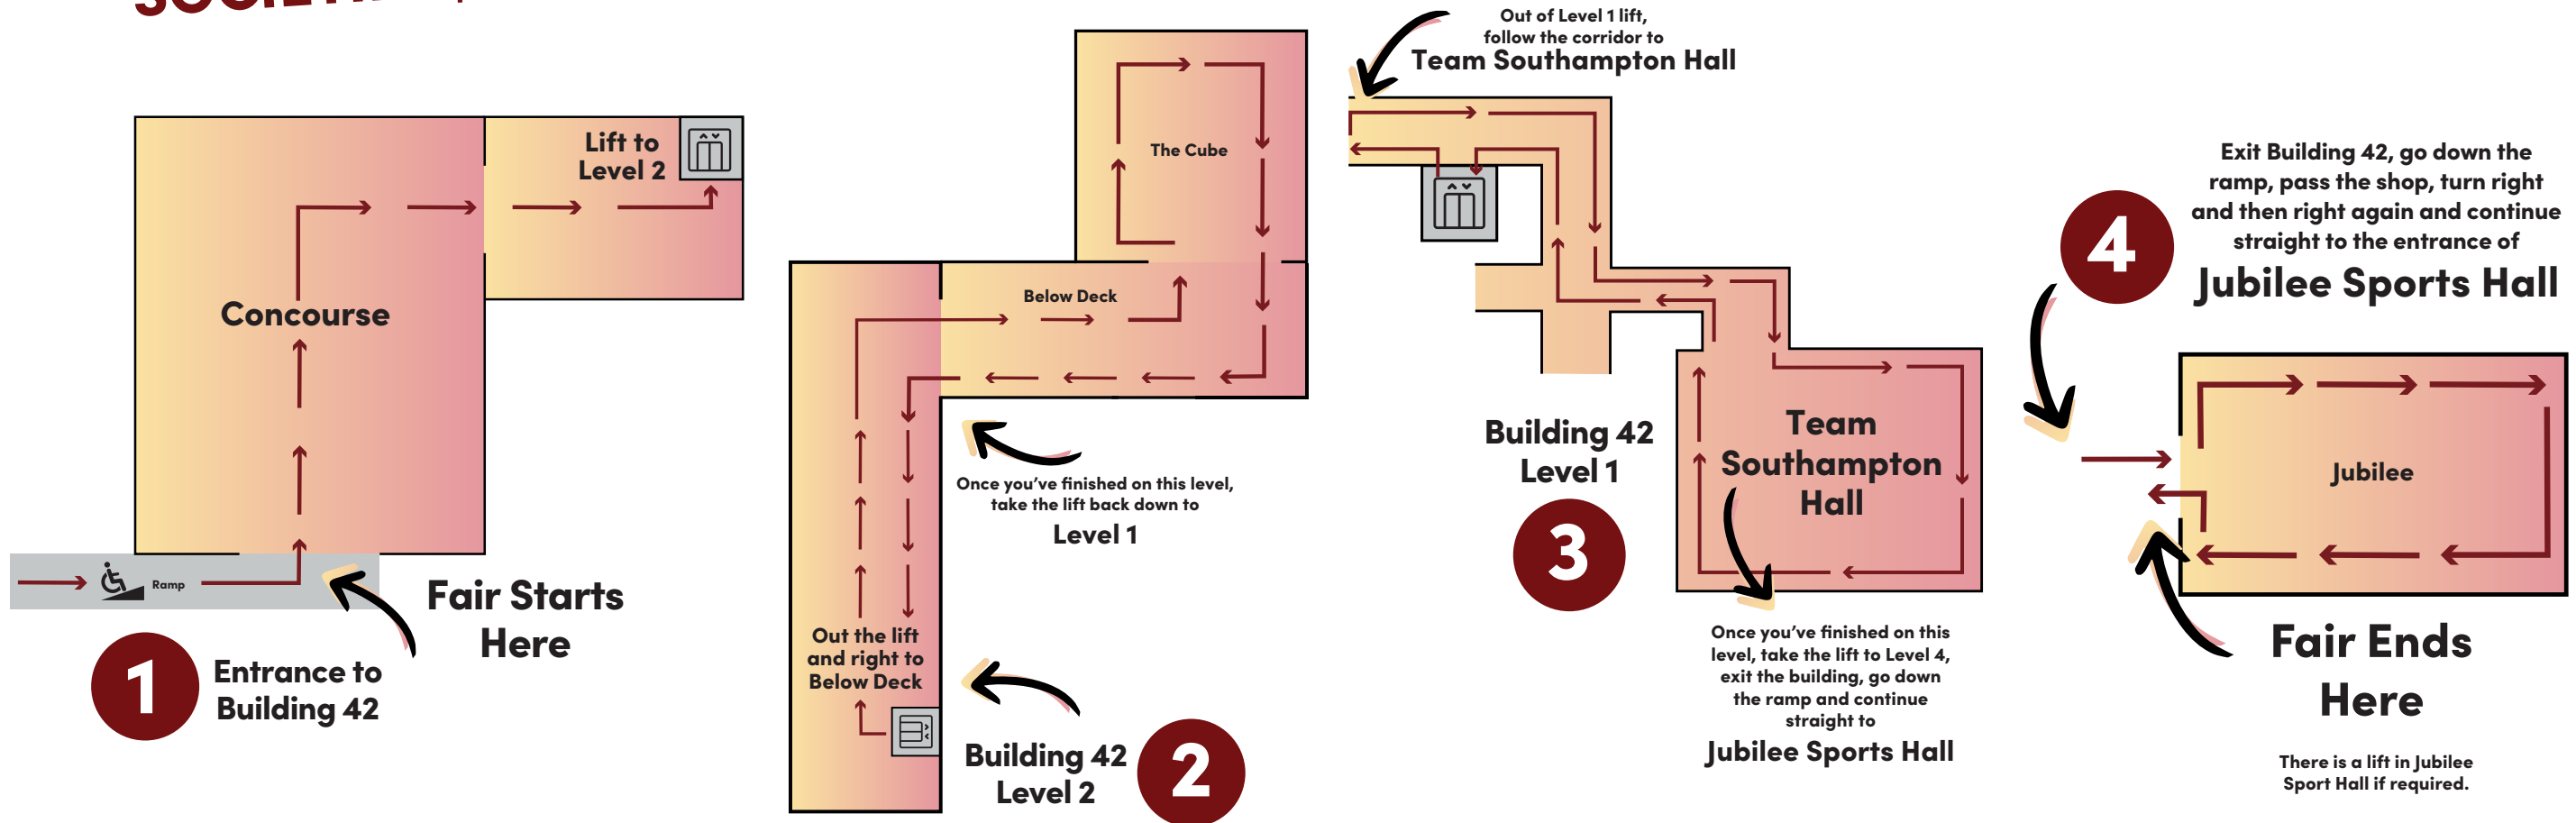 Concourse
Lift to
Level 2
Ramp
Fair Starts
Here
1
Entrance to
Building 42
The Cube
Below Deck
Once you've finished on this level,
take the lift back down to
Level 1
Out the lift
and right to
Below Deck
Building 42
Level 2
2
Out of Level 1 lift,
follow the corridor to
Team Southampton Hall
Building 42
Level 1
3
Team
Southampton
Hall
Once you've finished on this
level, take the lift to Level 4,
exit the building, go down
the ramp and continue
straight to
Jubilee Sports Hall
4
Exit Building 42, go down the
ramp, pass the shop, turn right
and then right again and continue
straight to the entrance of
Jubilee Sports Hall
Jubilee
Fair Ends
Here
There is a lift in Jubilee
Sport Hall if required.